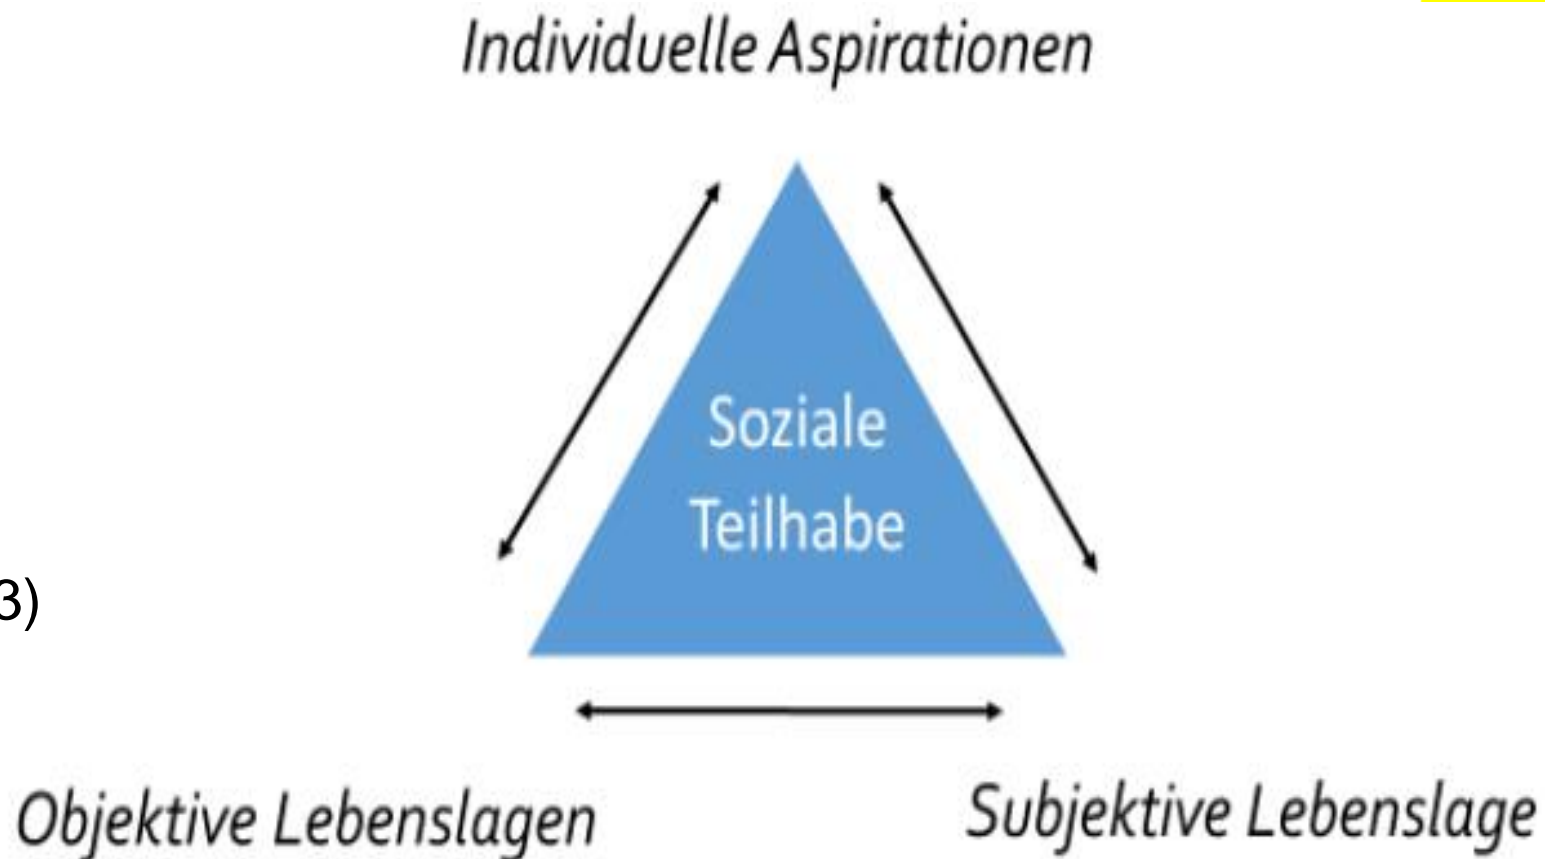 Individuelle Aspirationen
Soziale
Teilhabe
3)
Objektive Lebenslagen
Subjektive Lebenslage